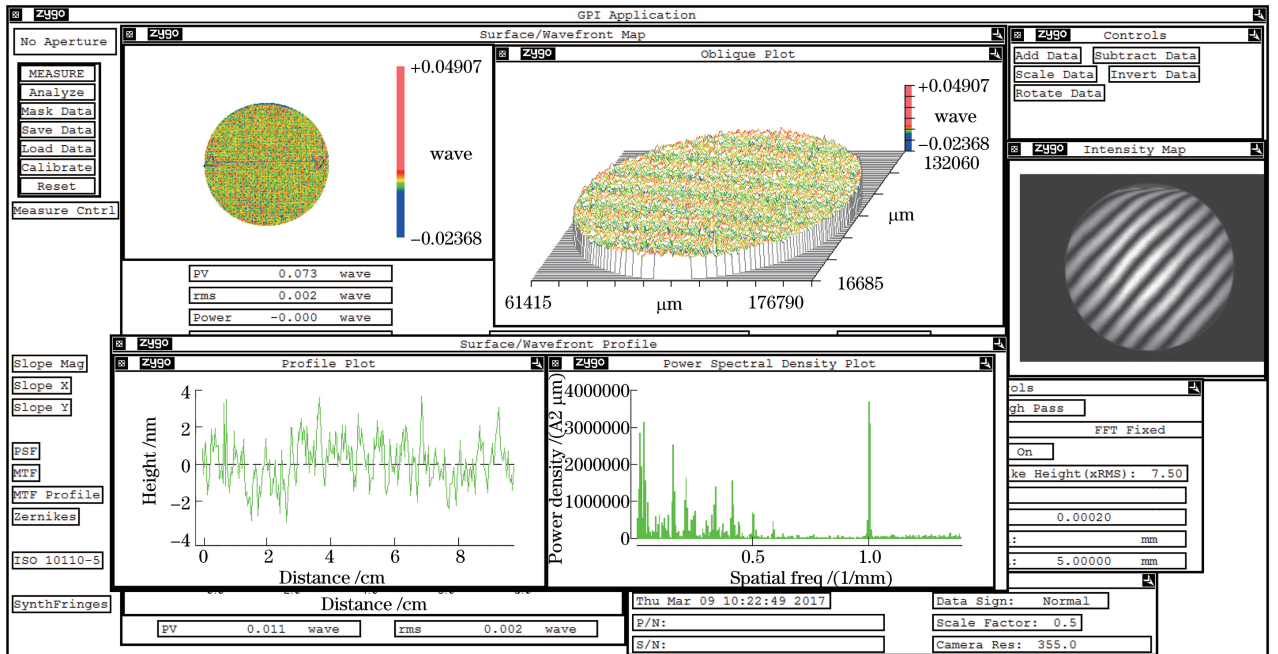 zygo GPI Application
No Aperture
MEASURE
Analyze
Mask Data
Save Data
Load Data
Calibrate
Reset
Measure Cntrl
Slope Mag
Slope X
Slope Y
PSF
MTF
MTF Profile
Zernikes
ISO 10110-5
SynthFringes
zygo Surface/Wavefront Map
+0.04907
wave
−0.02368
PV 0.073 wave
rms 0.002 wave
Power -0.000 wave
zygo Oblique Plot
+0.04907
wave
−0.02368
132060
μm
16685
61415 μm 176790
zygo Controls
Add Data Subtract Data
Scale Data Invert Data
Rotate Data
zygo Intensity Map
zygo Surface/Wavefront Profile
zygo Profile Plot
Height /nm
4
2
0
−2
−4
0 2 4 6 8
Distance /cm
zygo Power Spectral Density Plot
Power density /(A2 μm)
4000000
3000000
2000000
1000000
0
0.5 1.0
Spatial freq /(1/mm)
ols
gh Pass
FFT Fixed
On
ke Height(xRMS): 7.50
0.00020
: mm
: 5.00000 mm
Distance /cm
PV 0.011 wave rms 0.002 wave
Thu Mar 09 10:22:49 2017 Data Sign: Normal
P/N: Scale Factor: 0.5
S/N: Camera Res: 355.0